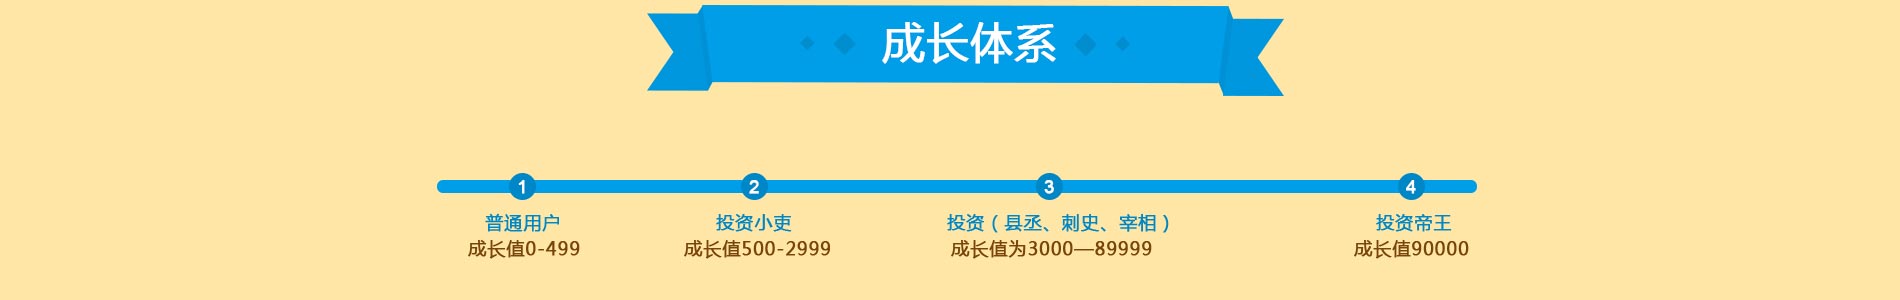 成长体系
1 2 3 4
普通用户 投资小吏 投资（县丞、刺史、宰相） 投资帝王
成长值0-499 成长值500-2999 成长值为3000—89999 成长值90000